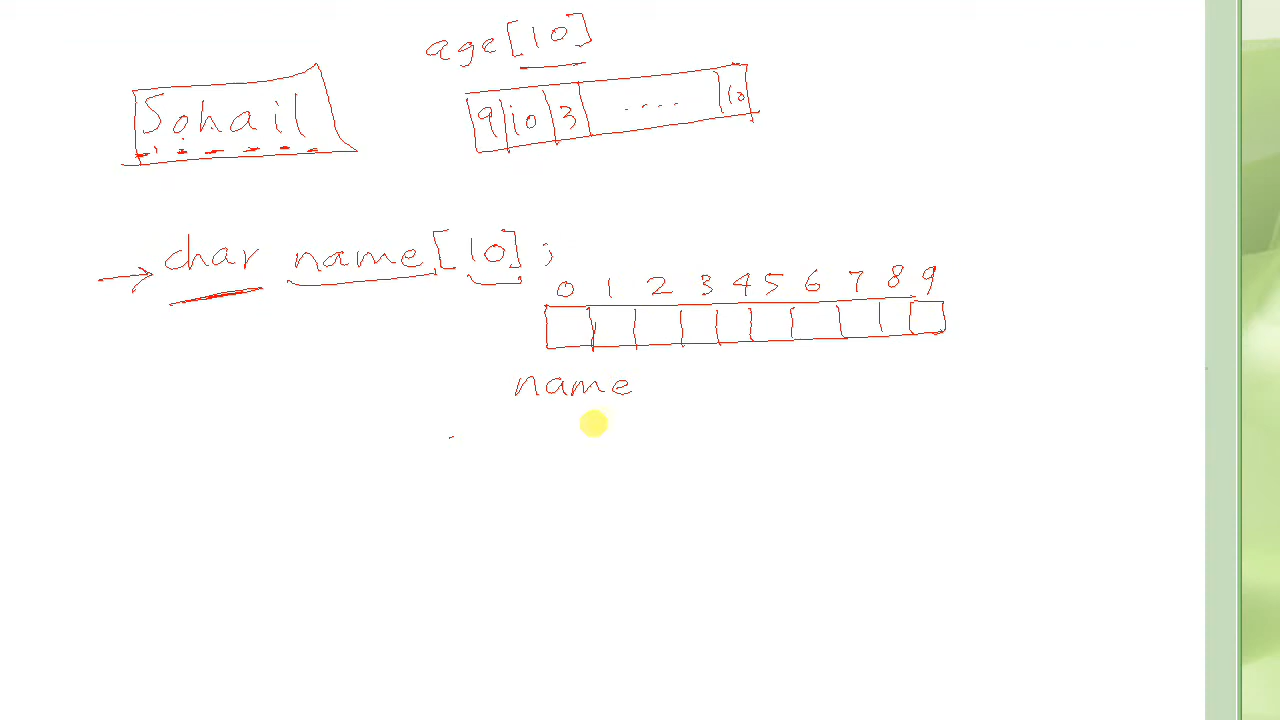 age[10]
Sohail
9 10 3 .... 10
char name[10];
0 1 2 3 4 5 6 7 8 9
name